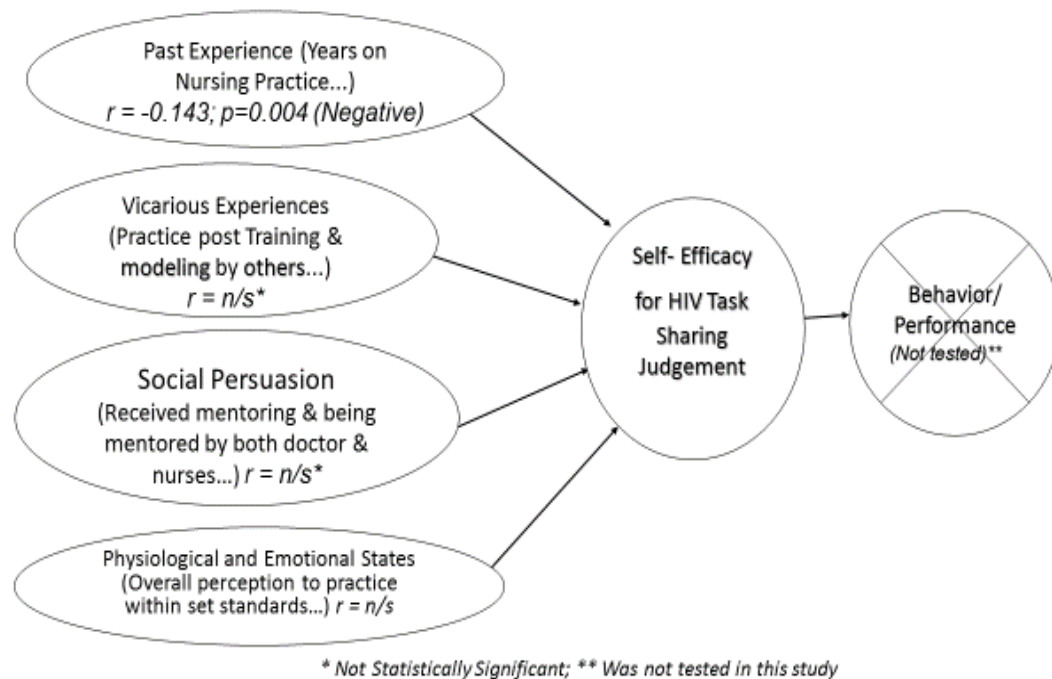 Past Experience (Years on
Nursing Practice...)
r = -0.143; p=0.004 (Negative)
Vicarious Experiences
(Practice post Training &
modeling by others...)
r = n/s*
Social Persuasion
(Received mentoring & being
mentored by both doctor &
nurses...) r = n/s*
Physiological and Emotional States
(Overall perception to practice
within set standards...) r = n/s
Self- Efficacy
for HIV Task
Sharing
Judgement
Behavior/
Performance
(Not tested)**
* Not Statistically Significant; ** Was not tested in this study